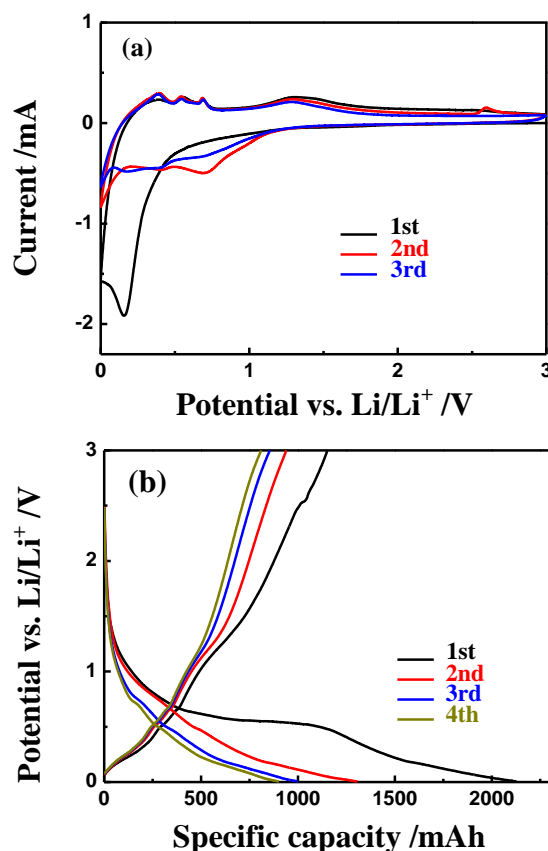 (a)
1
0
-1
-2
Current /mA
1st
2nd
3rd
0 1 2 3
Potential vs. Li/Li⁺ /V
(b)
3
2
1
0
Potential vs. Li/Li⁺ /V
1st
2nd
3rd
4th
0 500 1000 1500 2000
Specific capacity /mAh